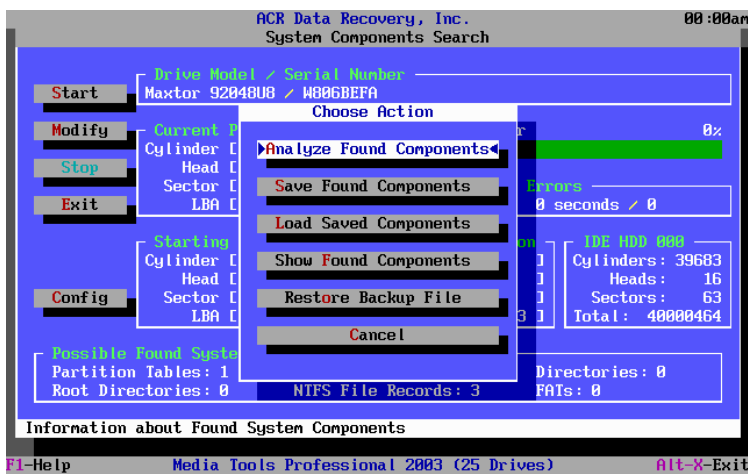 ACR Data Recovery, Inc. 00:00am
System Components Search
Drive Model / Serial Number
Start Maxtor 92048U8 / W806BEFA
Choose Action
Modify Current P r 0%
Cylinder [ Analyze Found Components
Stop Head [
Sector [ Save Found Components Errors
Exit LBA [ 0 seconds / 0
Load Saved Components
Starting on IDE HDD 000
Cylinder [ Show Found Components ] Cylinders: 39683
Head [ ] Heads: 16
Config Sector [ Restore Backup File ] Sectors: 63
LBA [ 3 ] Total: 40000464
Cancel
Possible Found Syste
Partition Tables: 1 Directories: 0
Root Directories: 0 NTFS File Records: 3 FATs: 0
Information about Found System Components
F1-Help Media Tools Professional 2003 (25 Drives) Alt-X-Exit